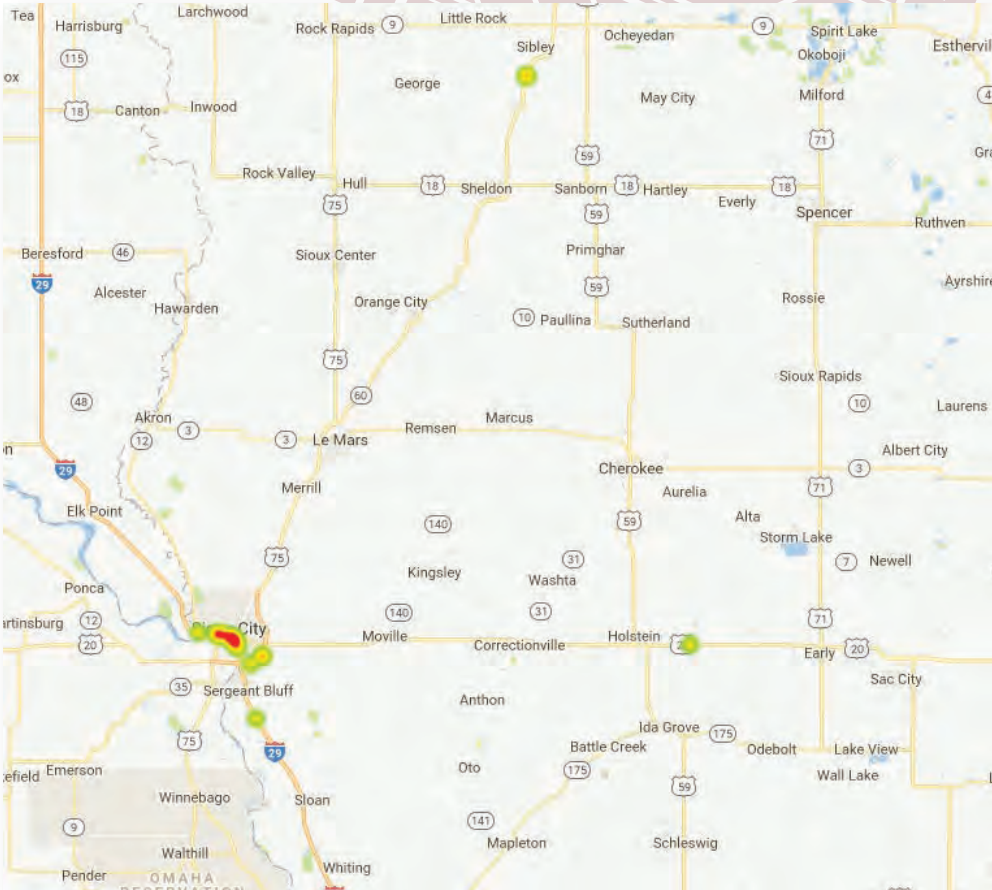 Tea
Larchwood
Harrisburg
Rock Rapids
9
Little Rock
9
Spirit Lake
Ocheyedan
Sibley
Okoboji
115
George
May City
Milford
18
Canton
Inwood
71
59
Rock Valley
Hull
18
Sheldon
Sanborn
18
Hartley
18
75
Everly
59
Spencer
Ruthven
Beresford
46
Sioux Center
Primghar
29
59
Alcester
Hawarden
Orange City
Rossie
10
Paullina
Sutherland
75
Sioux Rapids
60
48
10
Laurens
Akron
Marcus
3
Remsen
12
3
Le Mars
Albert City
29
Cherokee
3
Merrill
Aurelia
71
Elk Point
140
59
Alta
Storm Lake
75
31
7
Newell
Kingsley
Washta
Ponca
140
31
12
71
City
20
Moville
Correctionville
Holstein
Early
20
Sac City
35
Sergeant Bluff
Anthon
Ida Grove
175
75
29
Battle Creek
Odebolt
Lake View
Emerson
Oto
175
Wall Lake
59
Winnebago
Sloan
9
141
Mapleton
Schleswig
Walthill
Whiting
Pender
OMAHA
RESERVATION